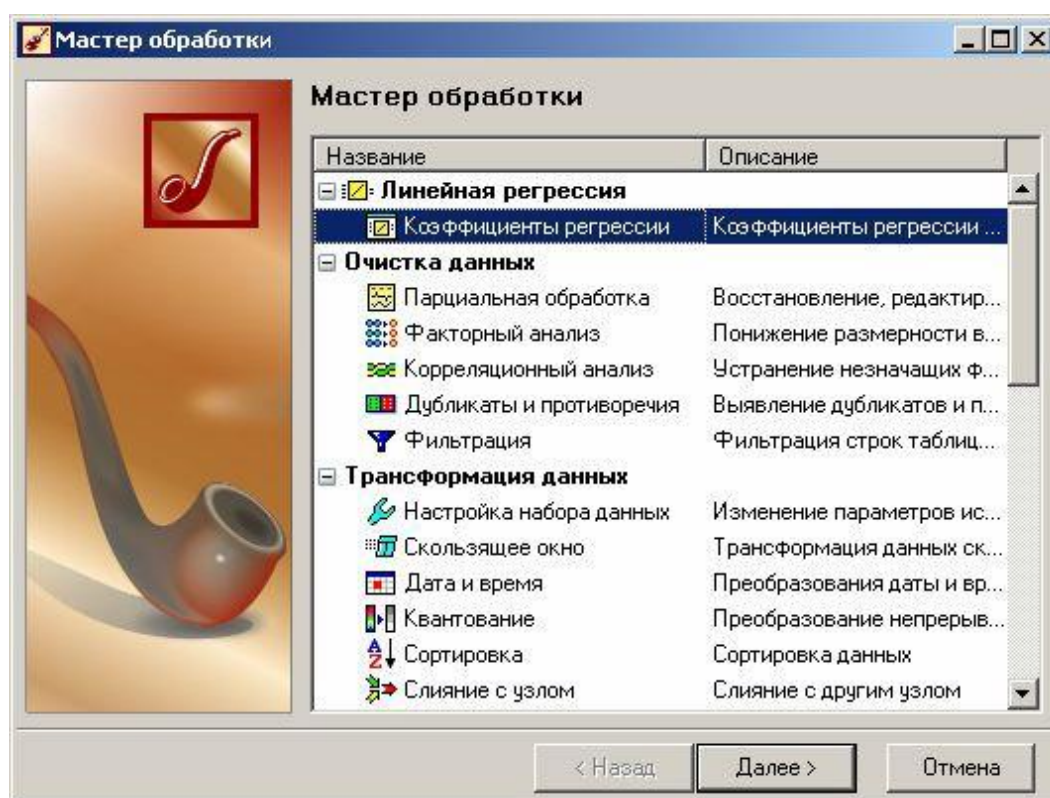 Мастер обработки
Мастер обработки
Название Описание
Линейная регрессия
Коэффициенты регрессии Коэффициенты регрессии ...
Очистка данных
Парциальная обработка Восстановление, редактир...
Факторный анализ Понижение размерности в...
Корреляционный анализ Устранение незначащих ф...
Дубликаты и противоречия Выявление дубликатов и п...
Фильтрация Фильтрация строк таблиц...
Трансформация данных
Настройка набора данных Изменение параметров ис...
Скользящее окно Трансформация данных ск...
Дата и время Преобразования даты и вр...
Квантование Преобразование непрерыв...
Сортировка Сортировка данных
Слияние с узлом Слияние с другим узлом
< Назад Далее > Отмена